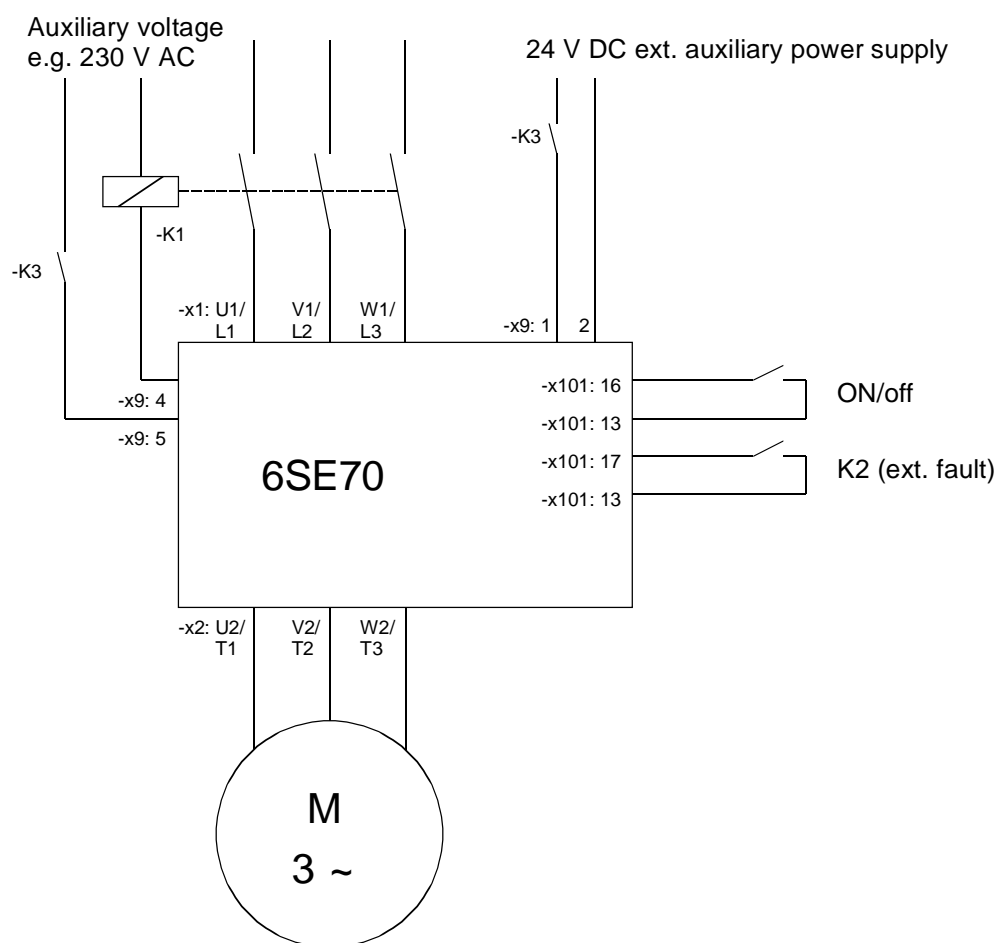 Auxiliary voltage
e.g. 230 V AC
24 V DC ext. auxiliary power supply
-K3
-K1
-K3
-x1: U1/ V1/ W1/
L1 L2 L3
-x9: 1 2
-x9: 4
-x9: 5
-x101: 16
-x101: 13
ON/off
-x101: 17
-x101: 13
K2 (ext. fault)
6SE70
-x2: U2/ V2/ W2/
T1 T2 T3
M
3 ~